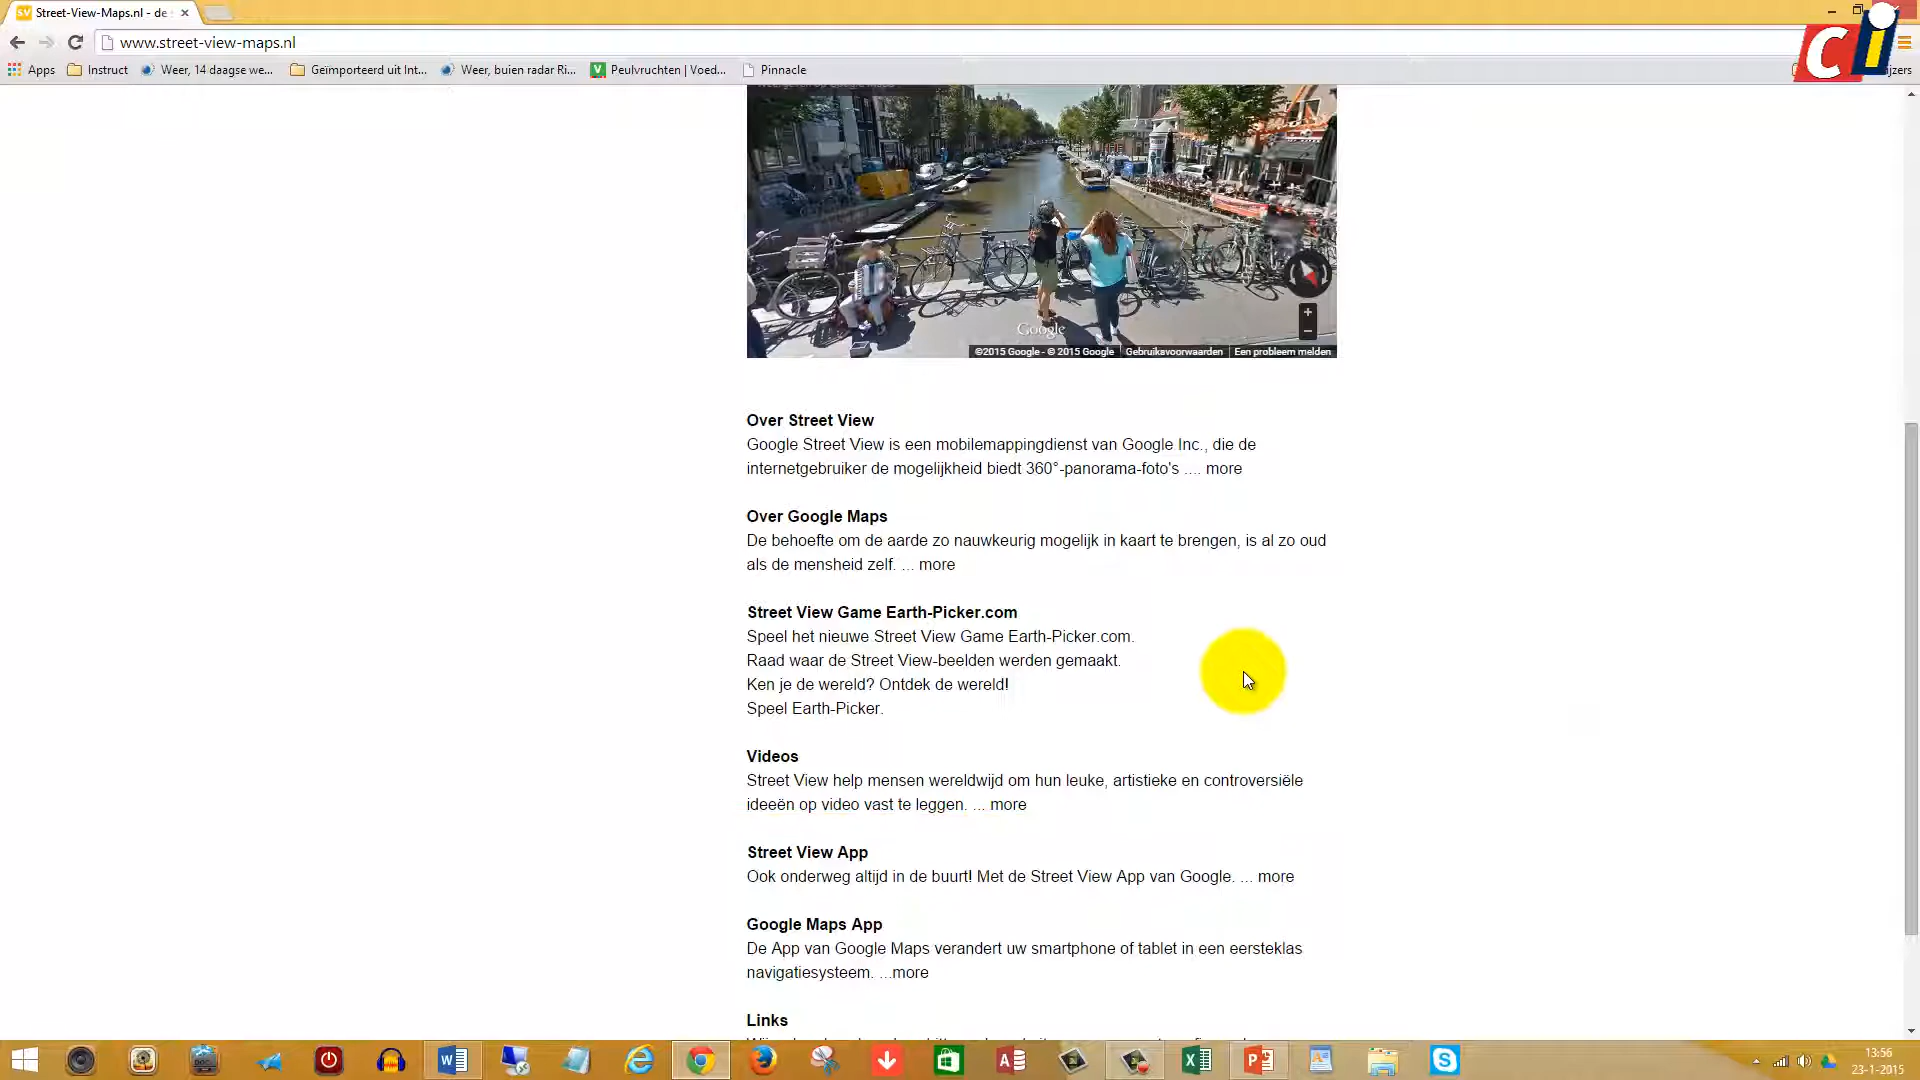 Street-View-Maps.nl - de
www.street-view-maps.nl
Apps Instruct Weer, 14 daagse we... Geïmporteerd uit Int... Weer, buien radar Ri... Peulvruchten | Voed... Pinnacle
Ci
Google
©2015 Google - © 2015 Google Gebruiksvoorwaarden Een probleem melden
Over Street View
Google Street View is een mobilemappingdienst van Google Inc., die de
internetgebruiker de mogelijkheid biedt 360°-panorama-foto's .... more
Over Google Maps
De behoefte om de aarde zo nauwkeurig mogelijk in kaart te brengen, is al zo oud
als de mensheid zelf. ... more
Street View Game Earth-Picker.com
Speel het nieuwe Street View Game Earth-Picker.com.
Raad waar de Street View-beelden werden gemaakt.
Ken je de wereld? Ontdek de wereld!
Speel Earth-Picker.
Videos
Street View help mensen wereldwijd om hun leuke, artistieke en controversiële
ideeën op video vast te leggen. ... more
Street View App
Ook onderweg altijd in de buurt! Met de Street View App van Google. ... more
Google Maps App
De App van Google Maps verandert uw smartphone of tablet in een eersteklas
navigatiesysteem. ...more
Links
13:56
23-1-2015